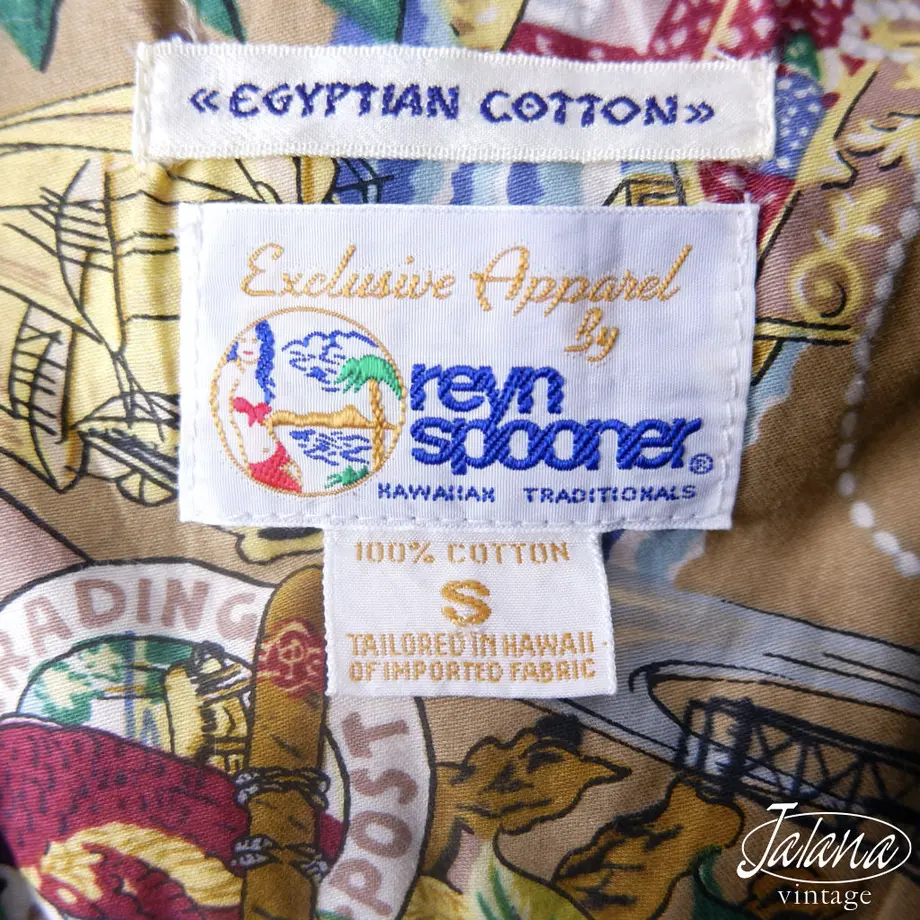 «EGYPTIAN COTTON»
Exclusive Apparel
By
reyn
spooner®
HAWAIIAN TRADITIONALS
100% COTTON
S
TAILORED IN HAWAII
OF IMPORTED FABRIC
RADING
POST
Jalana
vintage